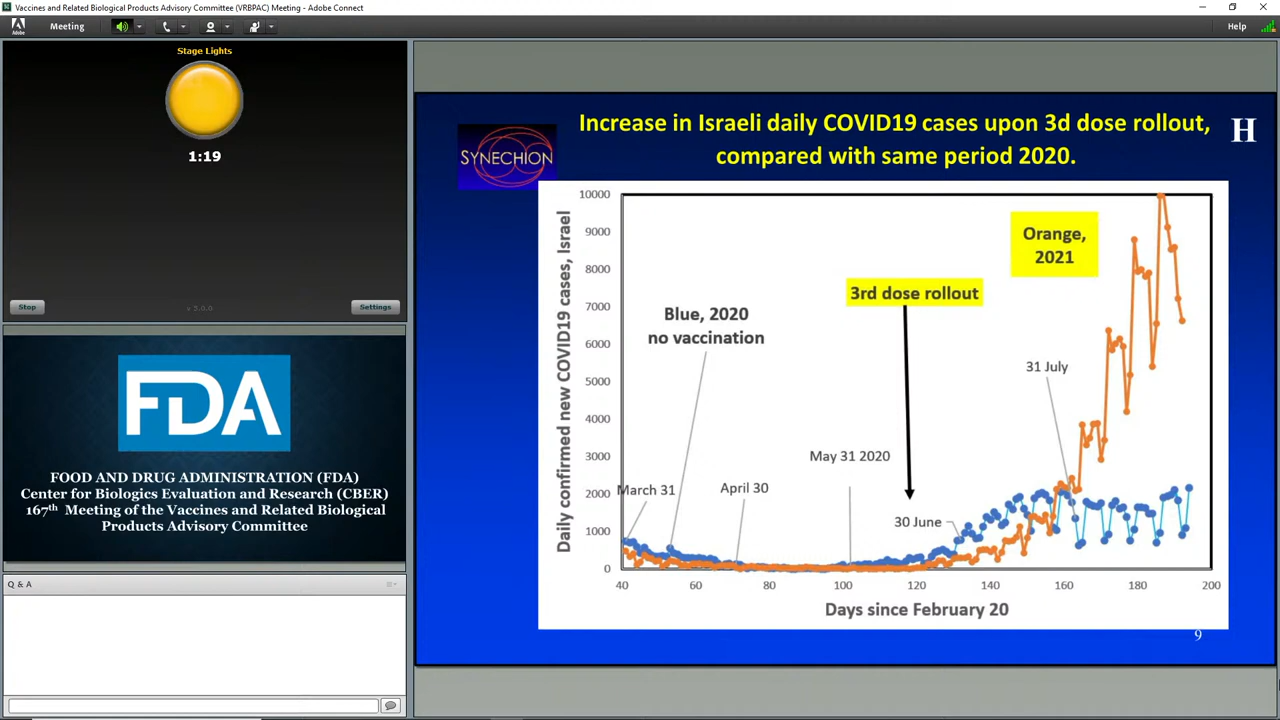 Vaccines and Related Biological Products Advisory Committee (VRBPAC) Meeting - Adobe Connect
Adobe
Meeting
Help
Stage Lights
1:19
Stop
v 3.0.0
Settings
FDA
FOOD AND DRUG ADMINISTRATION (FDA)
Center for Biologics Evaluation and Research (CBER)
167th Meeting of the Vaccines and Related Biological
Products Advisory Committee
Q & A
SYNECHION
Increase in Israeli daily COVID19 cases upon 3d dose rollout,
compared with same period 2020.
H
Daily confirmed new COVID19 cases, Israel
10000
9000
8000
7000
6000
5000
4000
3000
2000
1000
0
Orange,
2021
3rd dose rollout
Blue, 2020
no vaccination
31 July
May 31 2020
March 31
April 30
30 June
40
60
80
100
120
140
160
180
200
Days since February 20
9